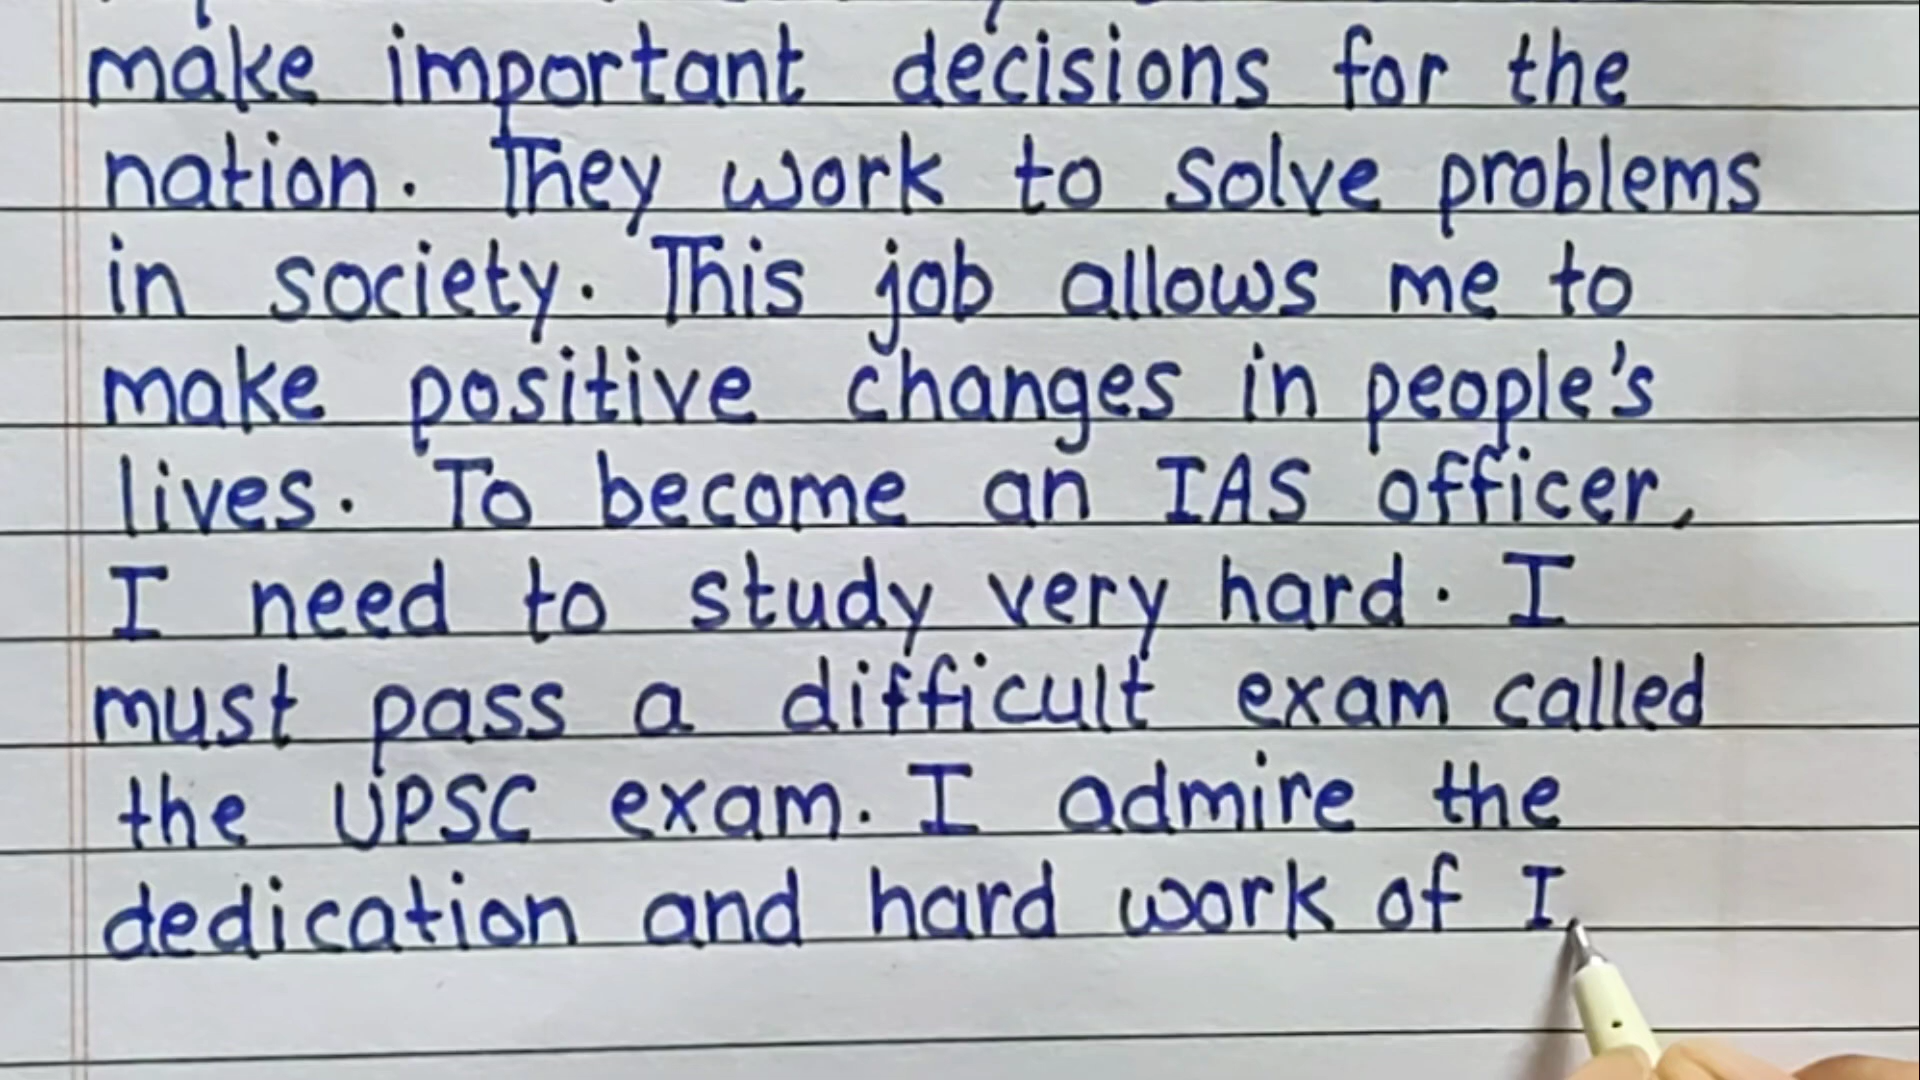 make important decisions for the
nation. They work to solve problems
in society. This job allows me to
make positive changes in people's
lives. To become an IAS officer,
I need to study very hard. I
must pass a difficult exam called
the UPSC exam. I admire the
dedication and hard work of I